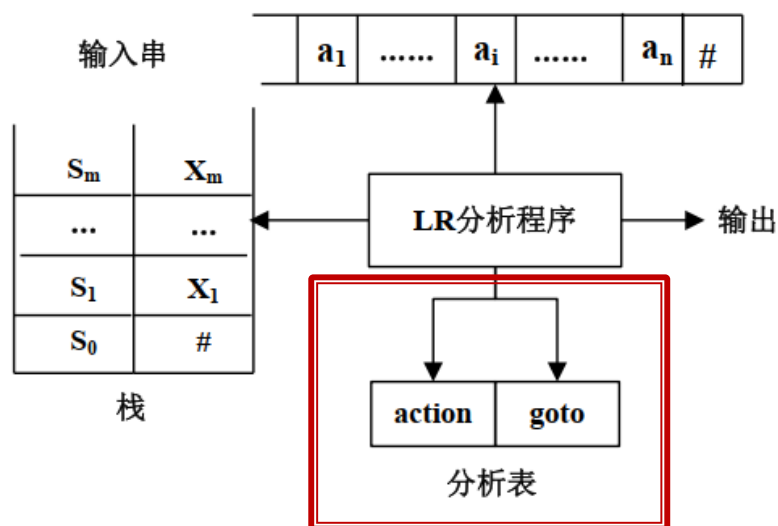 输入串 a₁ …… aᵢ …… aₙ #
Sₘ Xₘ
... ...
S₁ X₁
S₀ #
栈
LR分析程序 输出
action goto
分析表